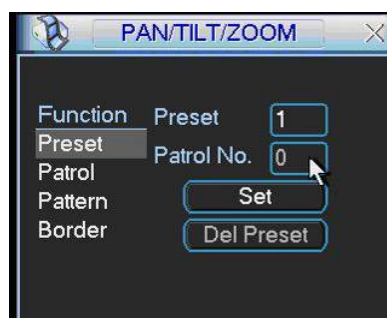 PAN/TILT/ZOOM
Function
Preset
Patrol
Pattern
Border
Preset 1
Patrol No. 0
Set
Del Preset